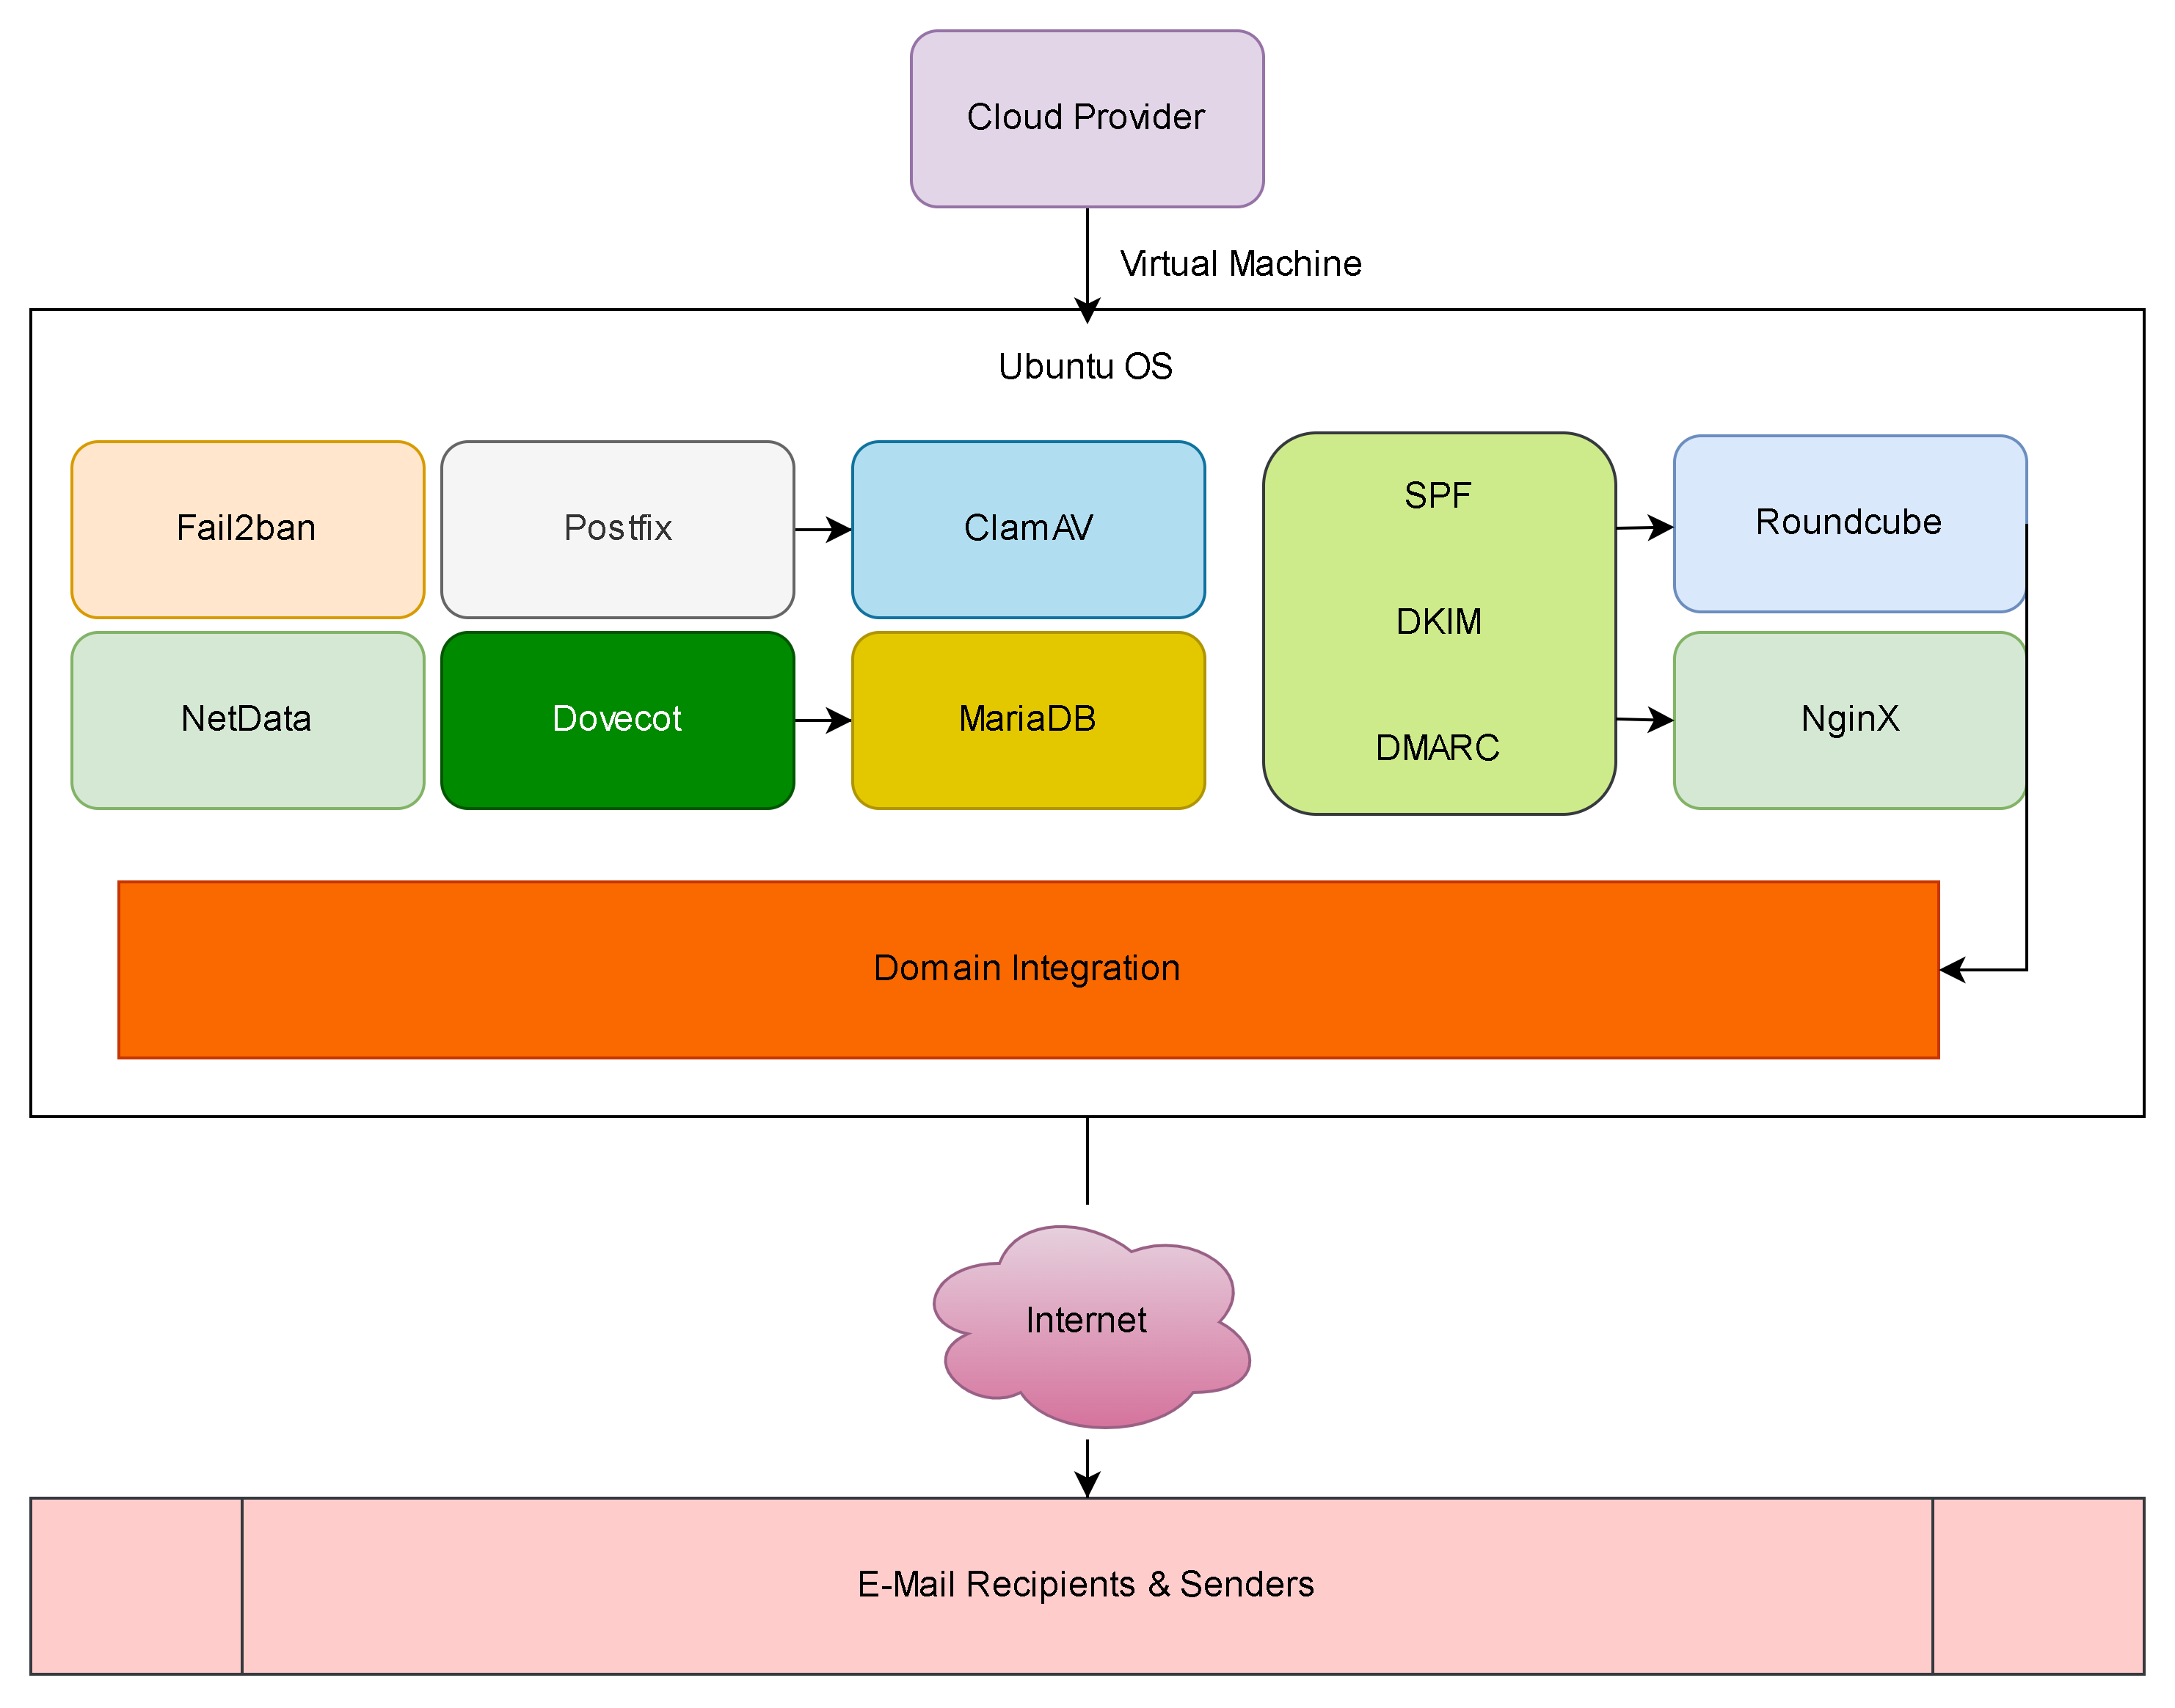 Cloud Provider
Virtual Machine
Ubuntu OS
Fail2ban
Postfix
ClamAV
SPF
Roundcube
DKIM
NetData
Dovecot
MariaDB
DMARC
NginX
Domain Integration
Internet
E-Mail Recipients & Senders